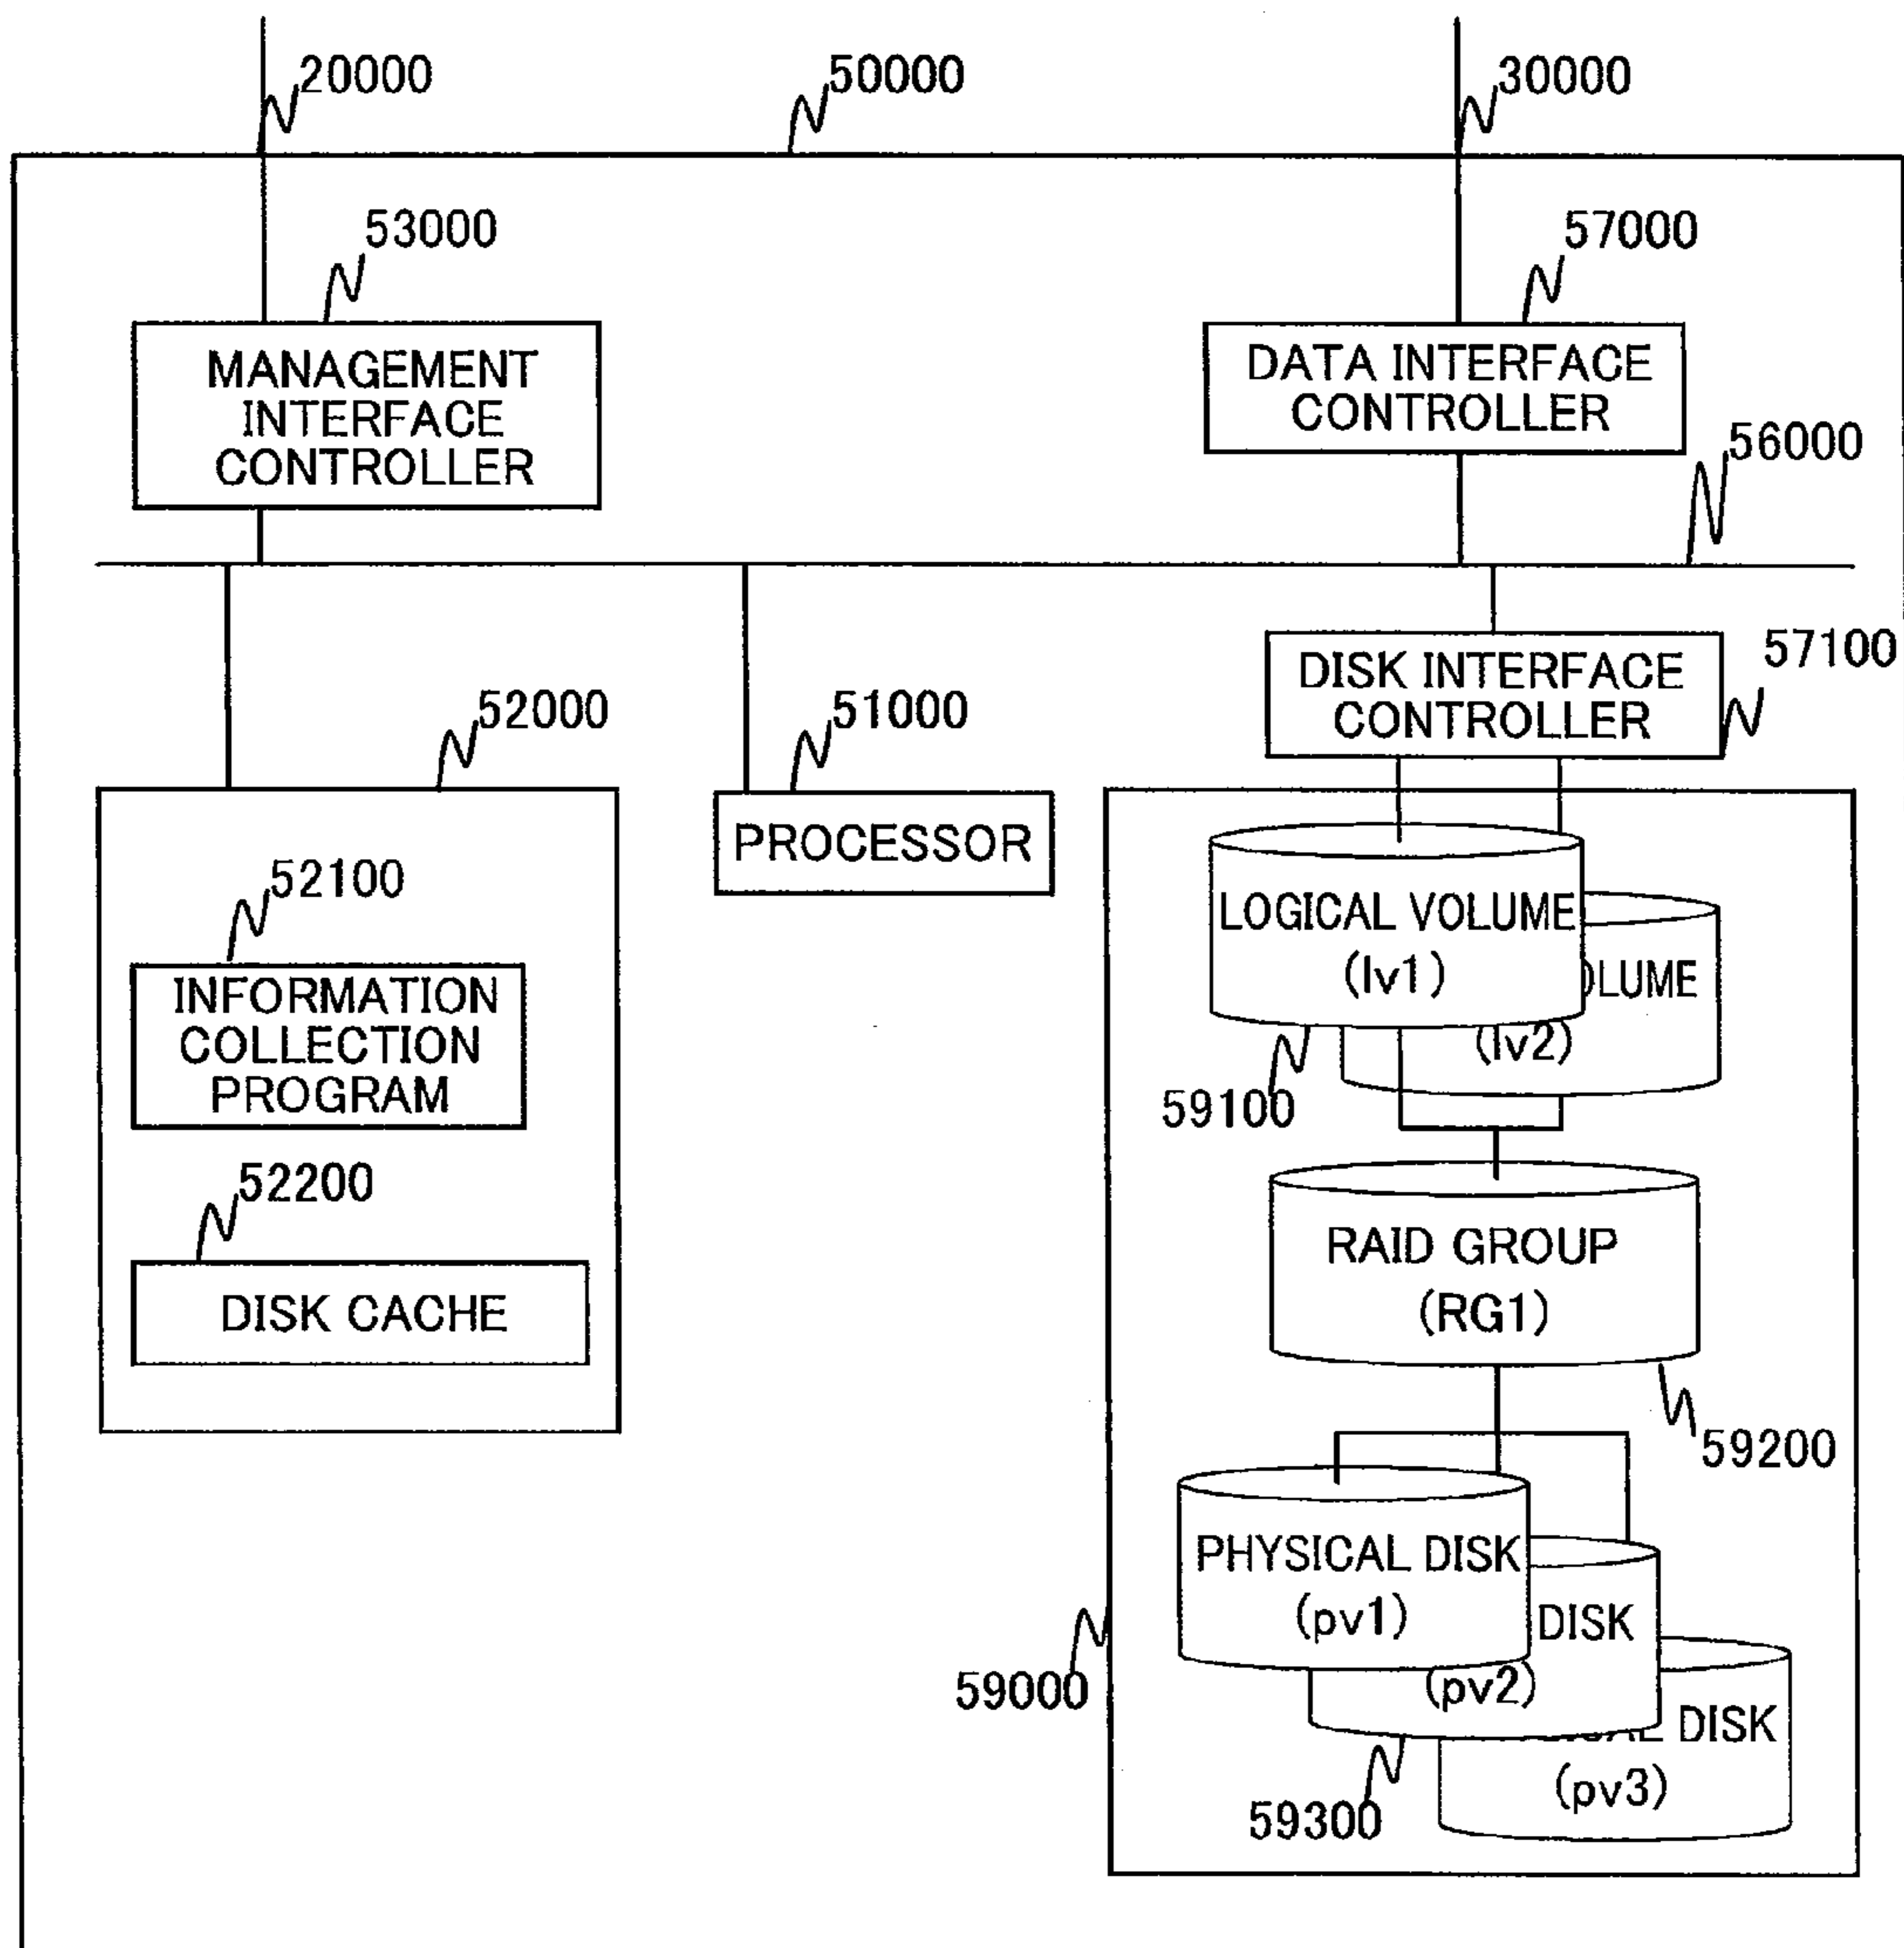 20000
50000
30000
53000
57000
MANAGEMENT
INTERFACE
CONTROLLER
DATA INTERFACE
CONTROLLER
56000
DISK INTERFACE
CONTROLLER
57100
52000
51000
PROCESSOR
52100
INFORMATION
COLLECTION
PROGRAM
52200
DISK CACHE
LOGICAL VOLUME
(lv1)
OLUME
(lv2)
59100
RAID GROUP
(RG1)
59200
PHYSICAL DISK
(pv1)
DISK
(pv2)
59000
DISK
(pv3)
59300